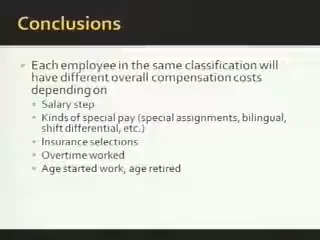 Conclusions
Each employee in the same classification will
have different overall compensation costs
depending on
Salary step
Kinds of special pay (special assignments, bilingual,
shift differential, etc.)
Insurance selections
Overtime worked
Age started work, age retired